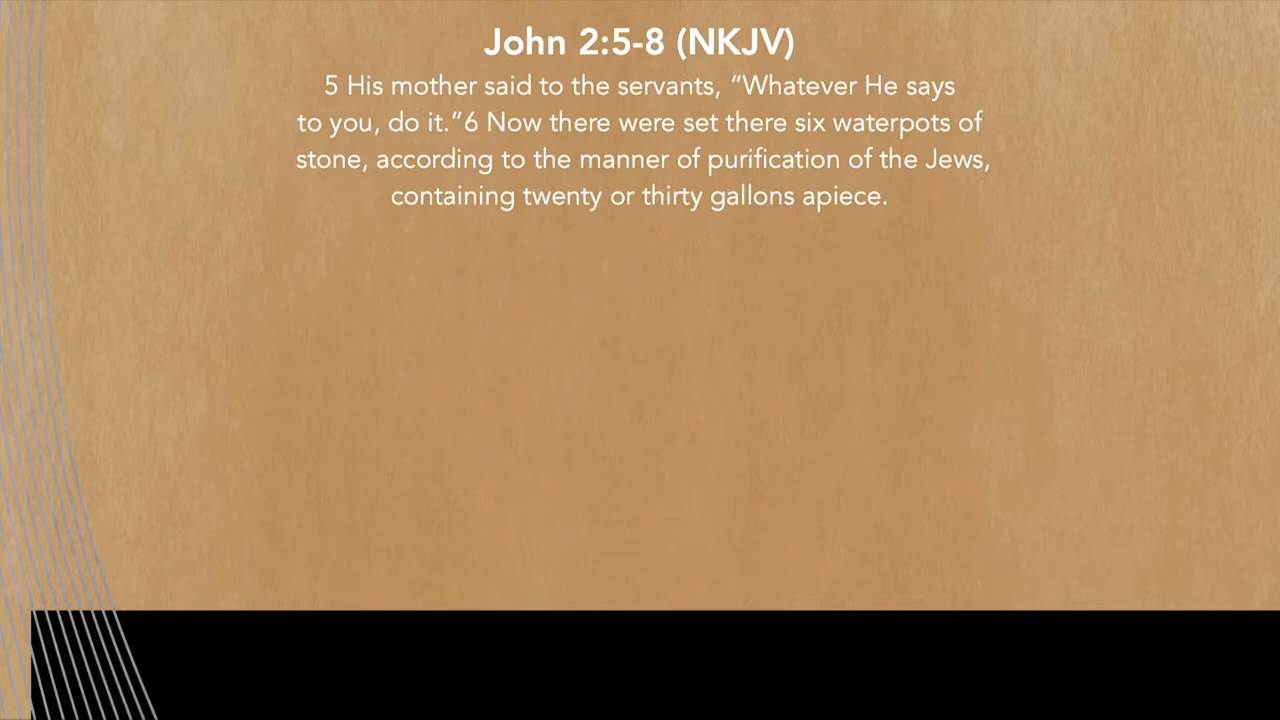 John 2:5-8 (NKJV)
5 His mother said to the servants, “Whatever He says
to you, do it.”6 Now there were set there six waterpots of
stone, according to the manner of purification of the Jews,
containing twenty or thirty gallons apiece.